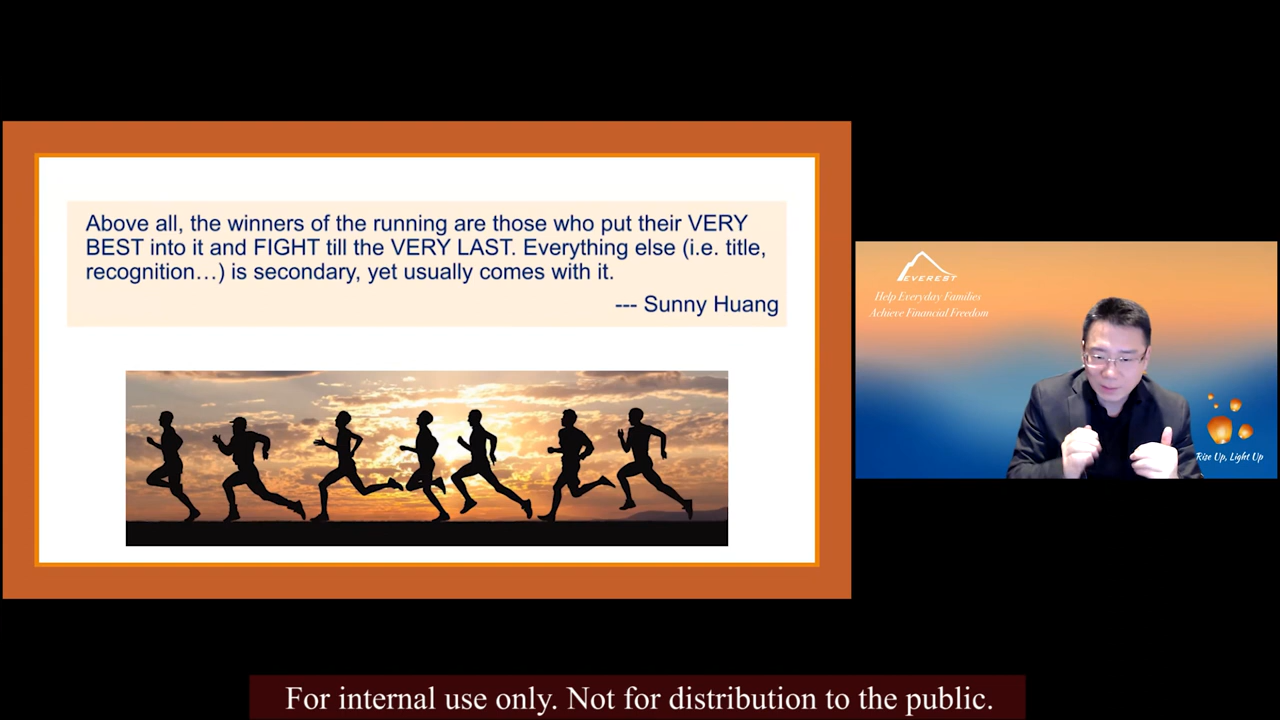 Above all, the winners of the running are those who put their VERY
BEST into it and FIGHT till the VERY LAST. Everything else (i.e. title,
recognition…) is secondary, yet usually comes with it.
--- Sunny Huang
EVEREST
Help Everyday Families
Achieve Financial Freedom
Rise Up, Light Up
For internal use only. Not for distribution to the public.